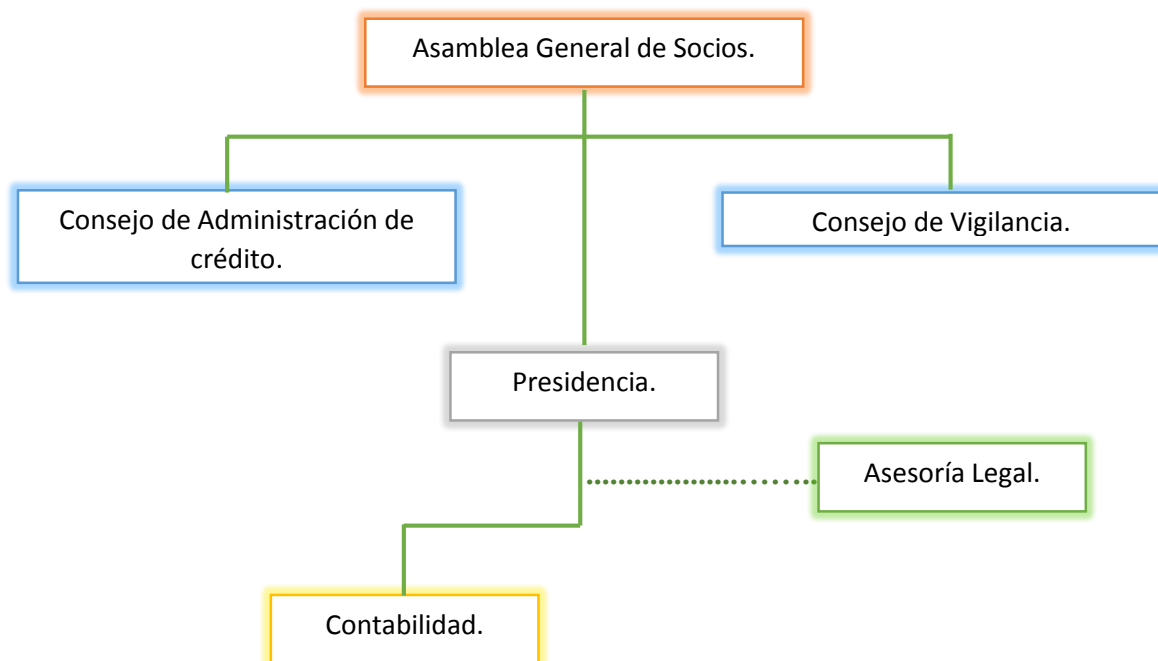 Asamblea General de Socios.
Consejo de Administración de
crédito.
Consejo de Vigilancia.
Presidencia.
Asesoría Legal.
Contabilidad.